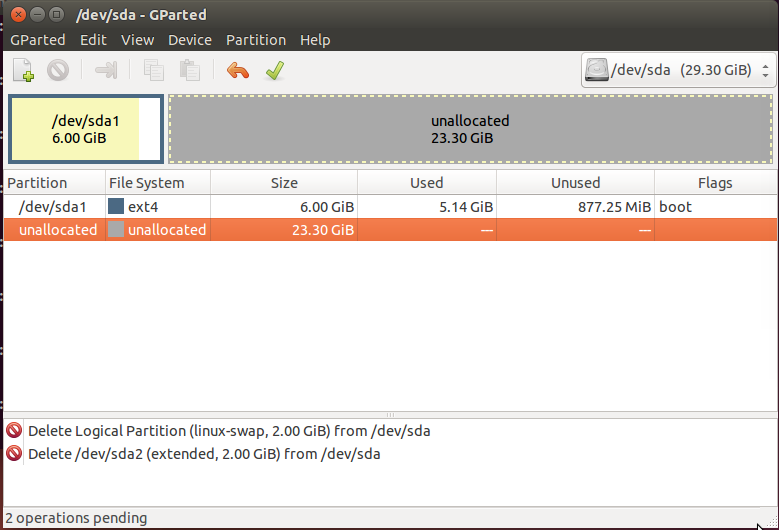 /dev/sda - GParted
GParted Edit View Device Partition Help
/dev/sda (29.30 GiB)
/dev/sda1
6.00 GiB
unallocated
23.30 GiB
Partition File System Size Used Unused Flags
/dev/sda1 ext4 6.00 GiB 5.14 GiB 877.25 MiB boot
unallocated unallocated 23.30 GiB --- ---
Delete Logical Partition (linux-swap, 2.00 GiB) from /dev/sda
Delete /dev/sda2 (extended, 2.00 GiB) from /dev/sda
2 operations pending